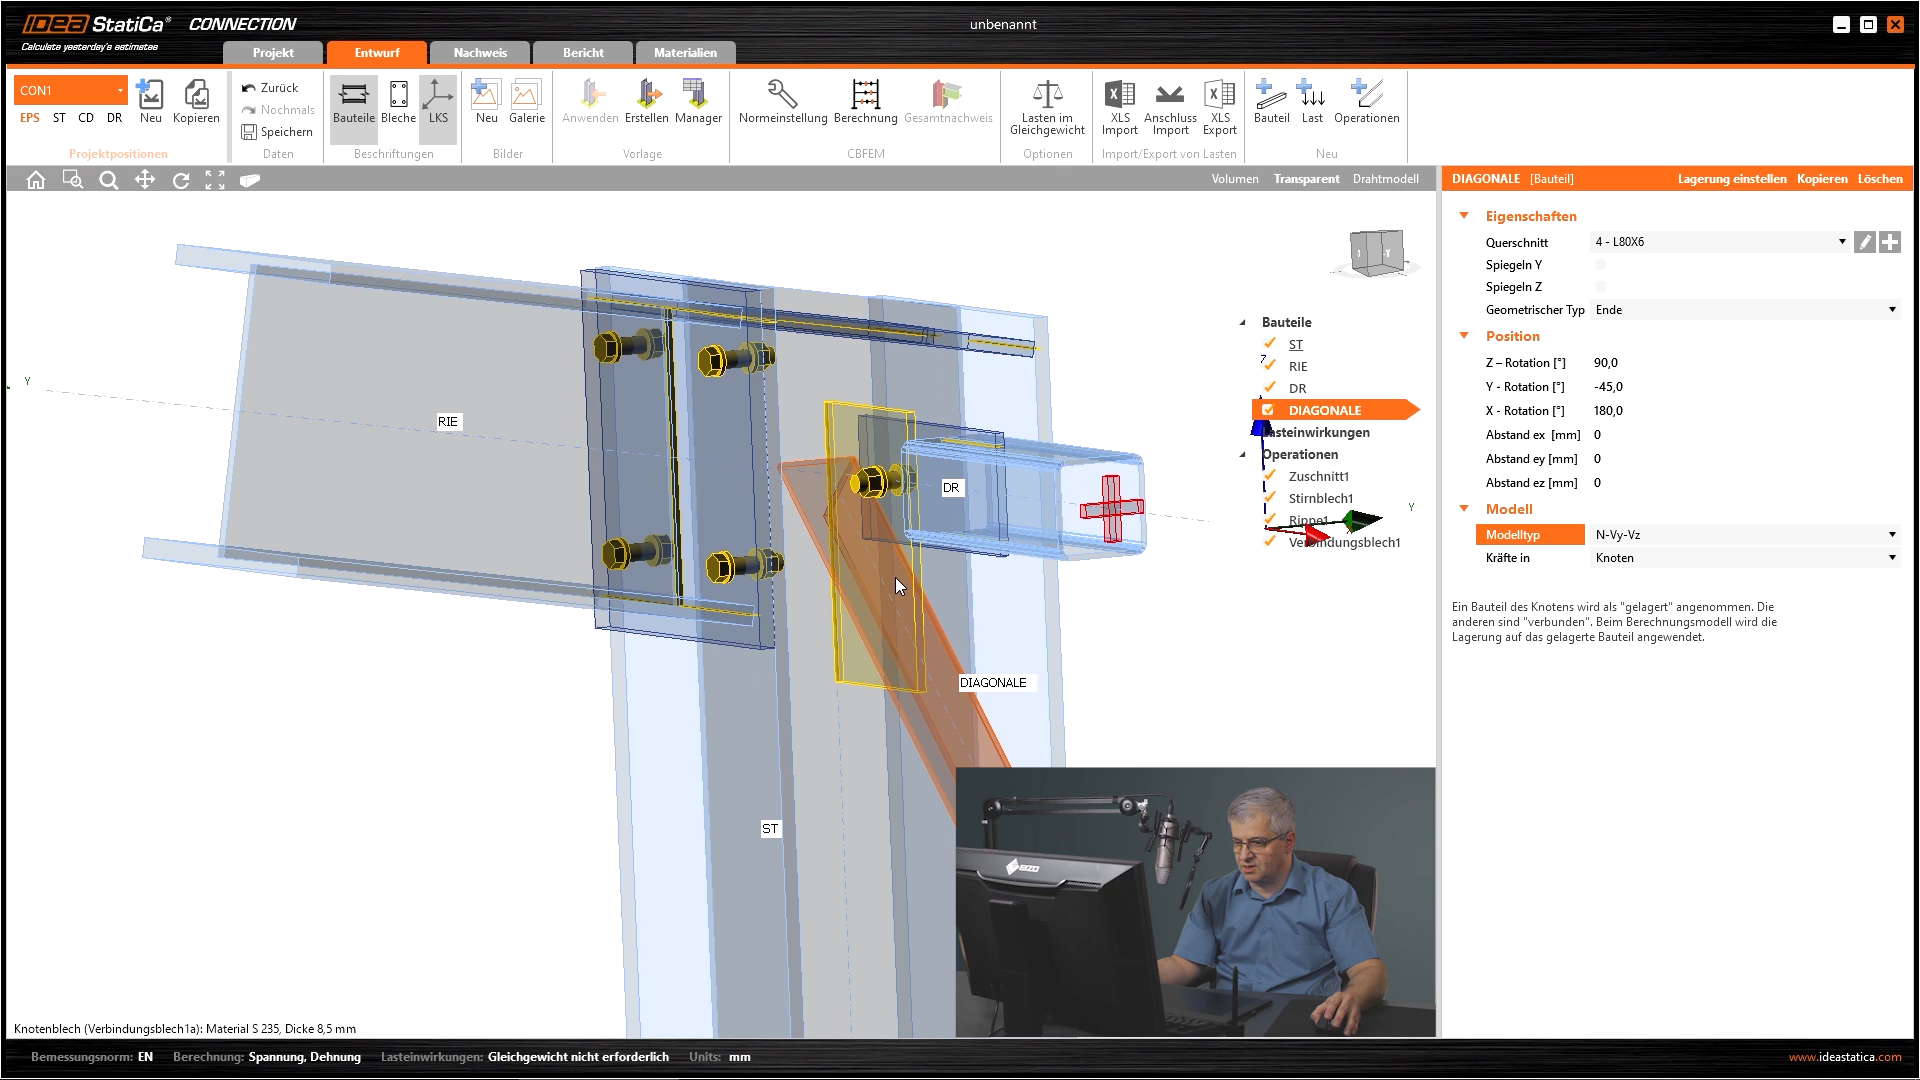 IDEA StatiCa® CONNECTION
Calculate yesterday's estimates
unbenannt
Projekt Entwurf Nachweis Bericht Materialien
CON1
EPS ST CD DR
Neu Kopieren
Projektpositionen
Zurück
Nochmals
Speichern
Daten
Bauteile Bleche LKS
Beschriftungen
Neu Galerie
Bilder
Anwenden Erstellen Manager
Vorlage
Normeinstellung Berechnung Gesamtnachweis
CBFEM
Lasten im
Gleichgewicht
Optionen
XLS
Import
Anschluss
Import
XLS
Export
Import/Export von Lasten
Bauteil Last Operationen
Neu
Volumen Transparent Drahtmodell
DIAGONALE [Bauteil] Lagerung einstellen Kopieren Löschen
Eigenschaften
Querschnitt 4 - L80X6
Spiegeln Y
Spiegeln Z
Geometrischer Typ Ende
Position
Z – Rotation [°] 90,0
Y - Rotation [°] -45,0
X - Rotation [°] 180,0
Abstand ex [mm] 0
Abstand ey [mm] 0
Abstand ez [mm] 0
Modell
Modelltyp N-Vy-Vz
Kräfte in Knoten
Ein Bauteil des Knotens wird als "gelagert" angenommen. Die
anderen sind "verbunden". Beim Berechnungsmodell wird die
Lagerung auf das gelagerte Bauteil angewendet.
-Y
Bauteile
ST
RIE
DR
DIAGONALE
Lasteinwirkungen
Operationen
Zuschnitt1
Stirnblech1
Rippe1
Verbindungsblech1
Z
Y
Y
RIE
DR
DIAGONALE
ST
EIZO
Knotenblech (Verbindungsblech1a): Material S 235, Dicke 8,5 mm
Bemessungsnorm: EN Berechnung: Spannung, Dehnung Lasteinwirkungen: Gleichgewicht nicht erforderlich Units: mm
www.ideastatica.com